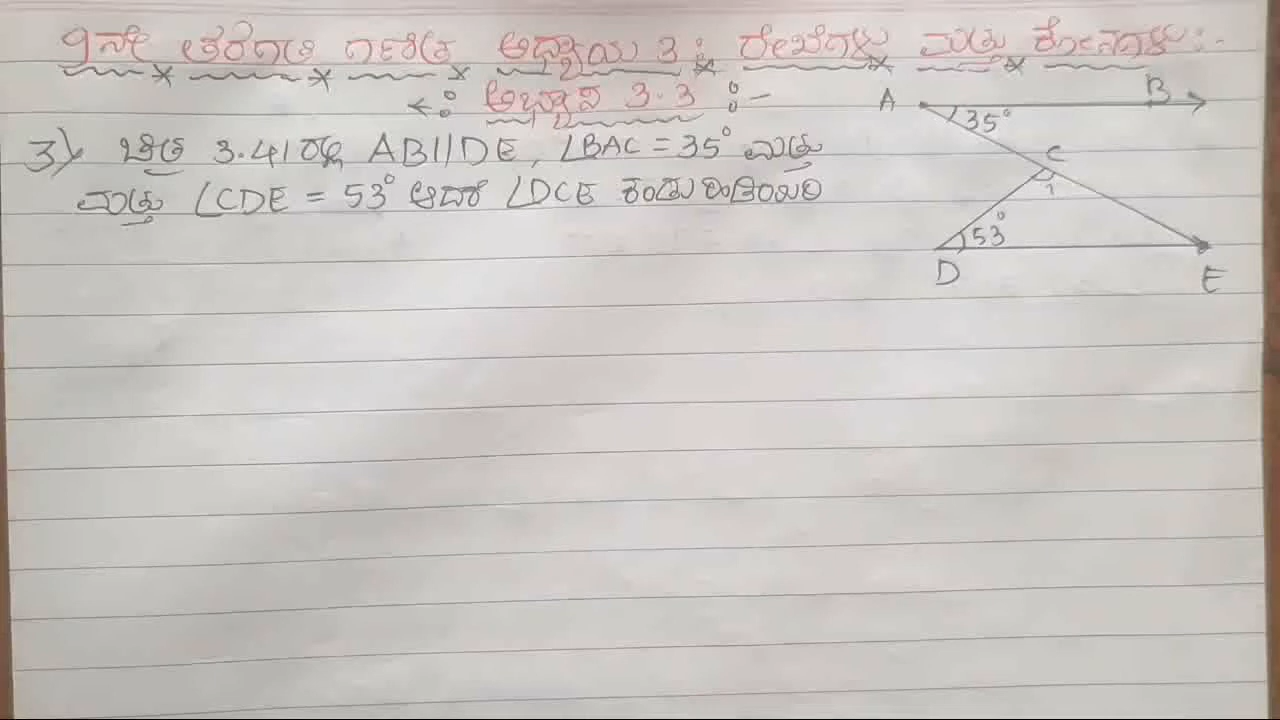 9ನೇ ತರಗತಿ ಗಣಿತ ಅಧ್ಯಾಯ 3: ರೇಖೆಗಳು ಮತ್ತು ಕೋನಗಳು:-
←: ಅಭ್ಯಾಸ 3.3 :-
3) ಚಿತ್ರ 3.41ರಲ್ಲಿ AB||DE, ∠BAC = 35° ಮತ್ತು
ಮತ್ತು ∠CDE = 53° ಆದರೆ ∠DCE ಕಂಡುಹಿಡಿಯಿರಿ
A B
35°
C
?
53°
D E